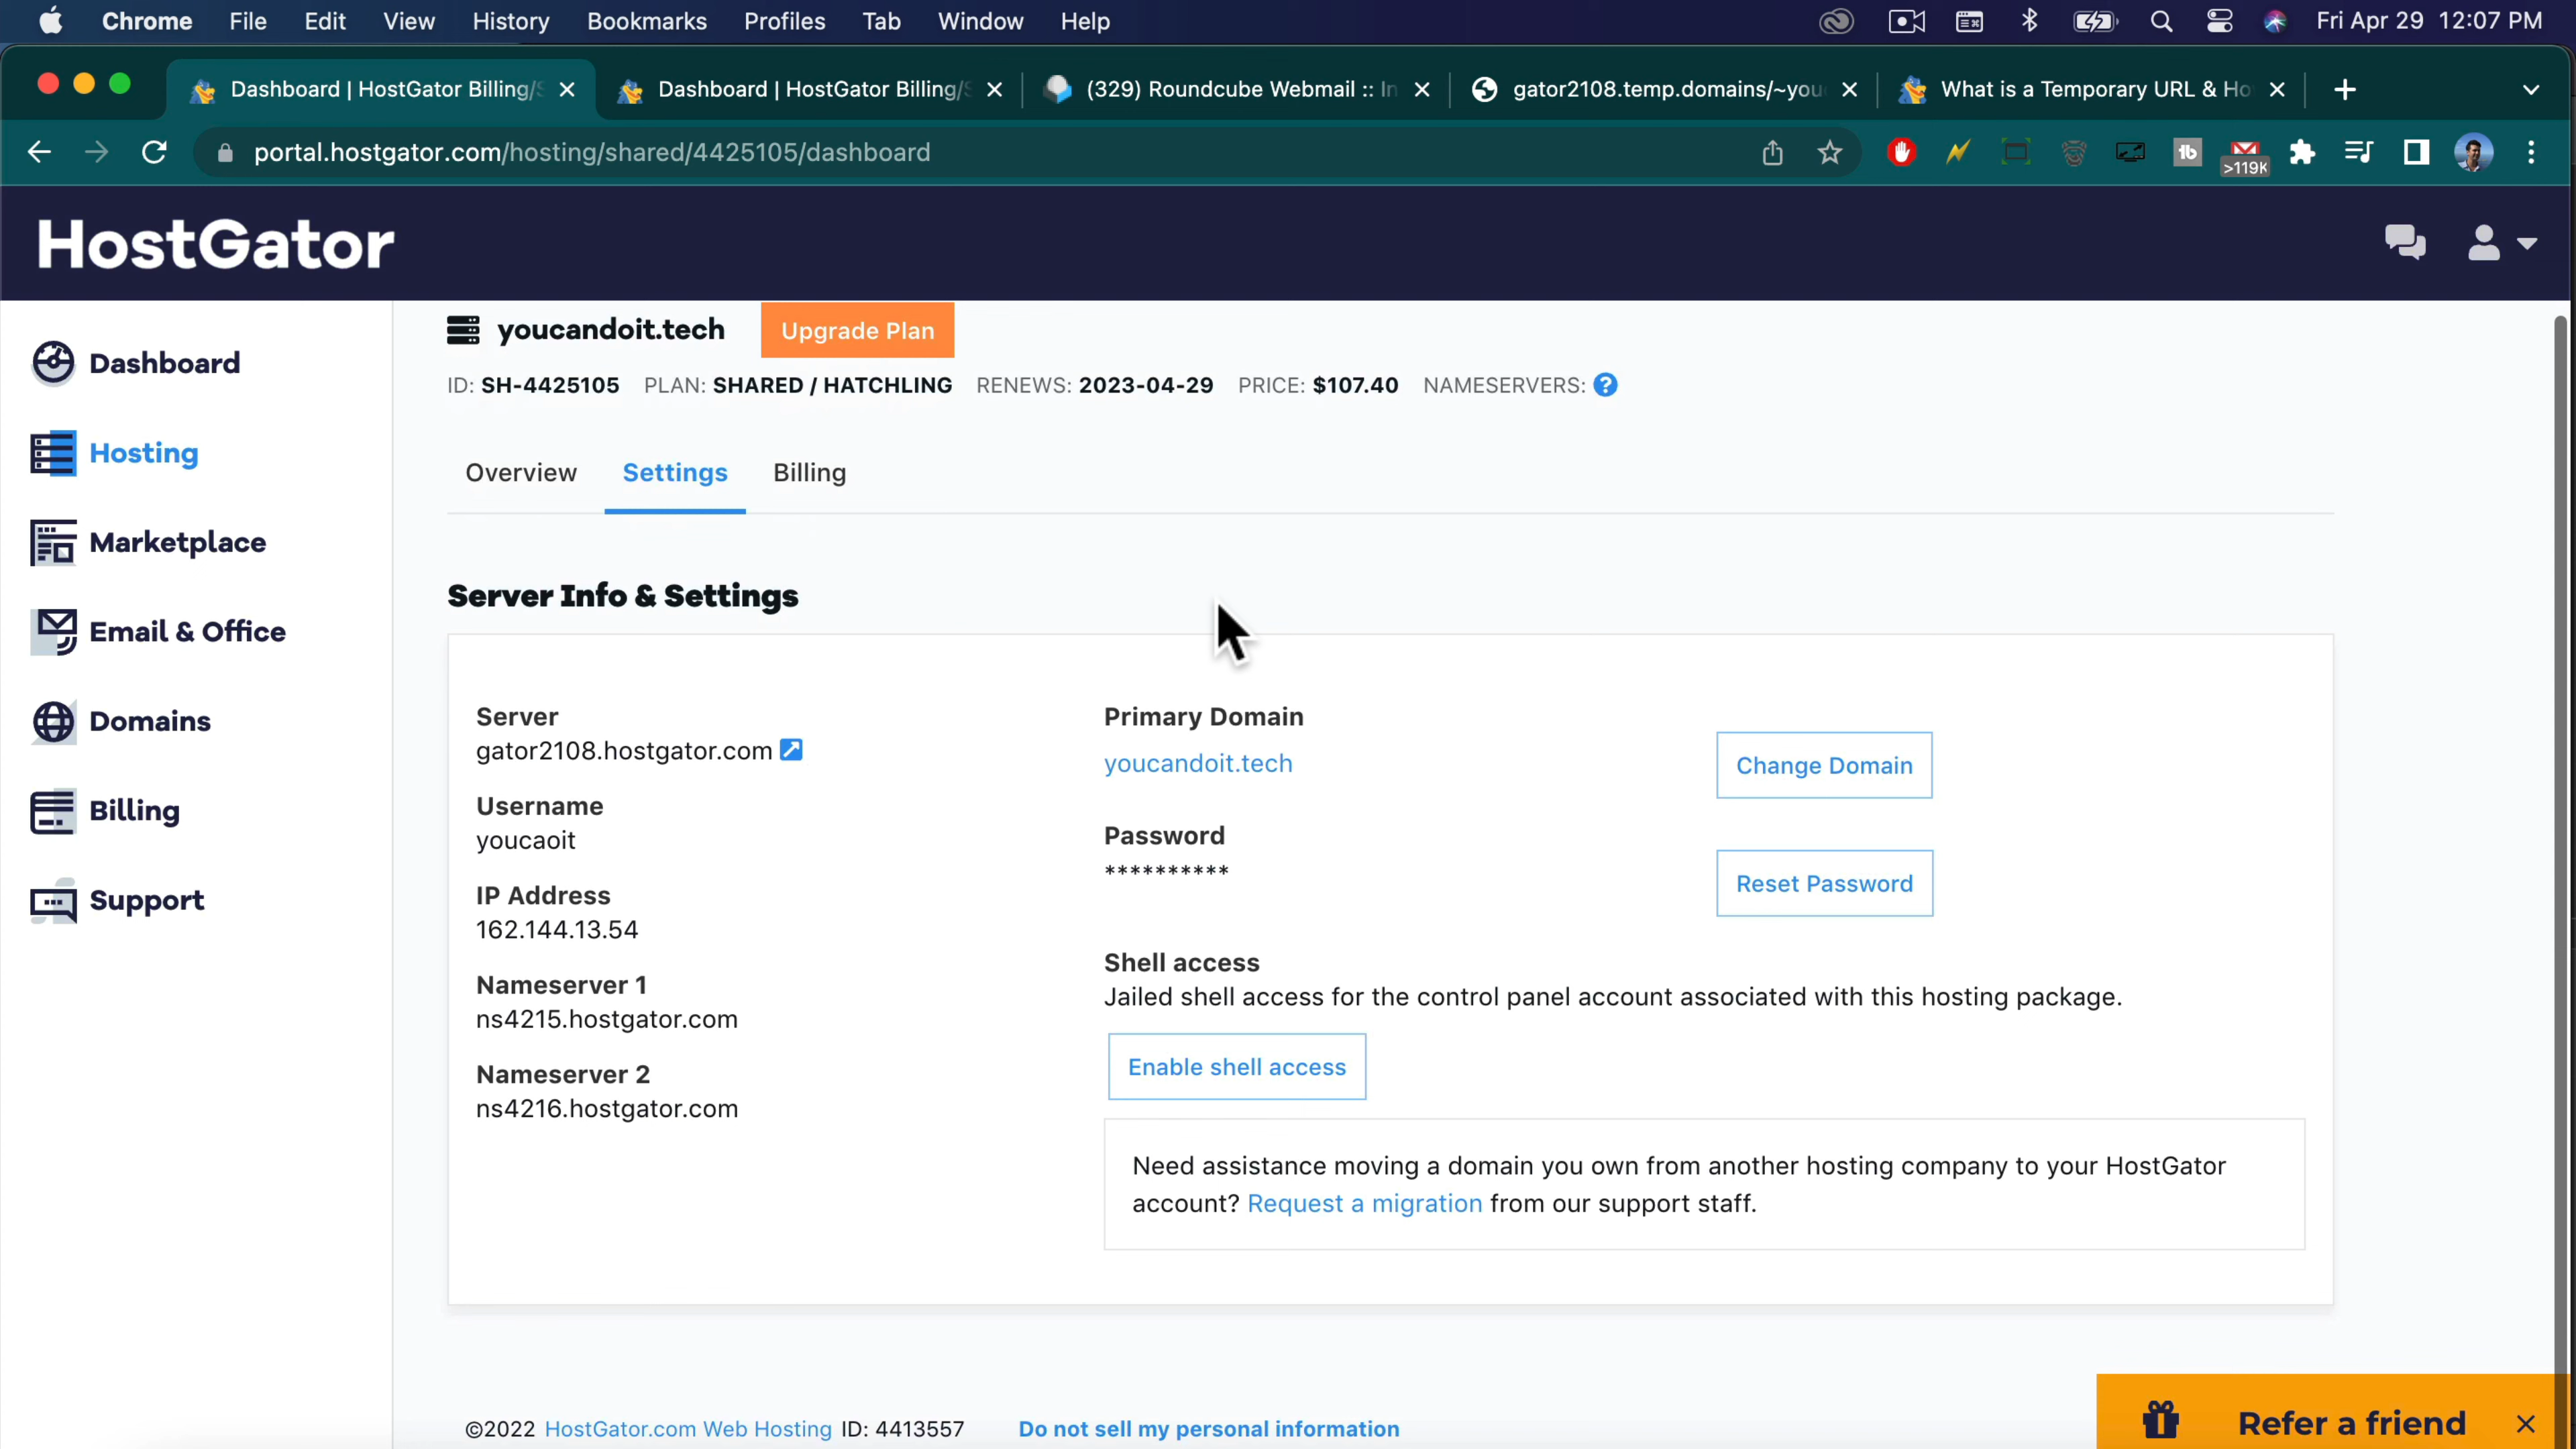 Chrome File Edit View History Bookmarks Profiles Tab Window Help Fri Apr 29 12:07 PM
Dashboard | HostGator Billing/S Dashboard | HostGator Billing/S (329) Roundcube Webmail :: In gator2108.temp.domains/~you What is a Temporary URL & Ho
portal.hostgator.com/hosting/shared/4425105/dashboard
tb >119K
HostGator
Dashboard
Hosting
Marketplace
Email & Office
Domains
Billing
Support
youcandoit.tech Upgrade Plan
ID: SH-4425105 PLAN: SHARED / HATCHLING RENEWS: 2023-04-29 PRICE: $107.40 NAMESERVERS: ?
Overview Settings Billing
Server Info & Settings
Server
gator2108.hostgator.com
Username
youcaoit
IP Address
162.144.13.54
Nameserver 1
ns4215.hostgator.com
Nameserver 2
ns4216.hostgator.com
Primary Domain
youcandoit.tech
Change Domain
Password
**********
Reset Password
Shell access
Jailed shell access for the control panel account associated with this hosting package.
Enable shell access
Need assistance moving a domain you own from another hosting company to your HostGator
account? Request a migration from our support staff.
©2022 HostGator.com Web Hosting ID: 4413557 Do not sell my personal information
Refer a friend